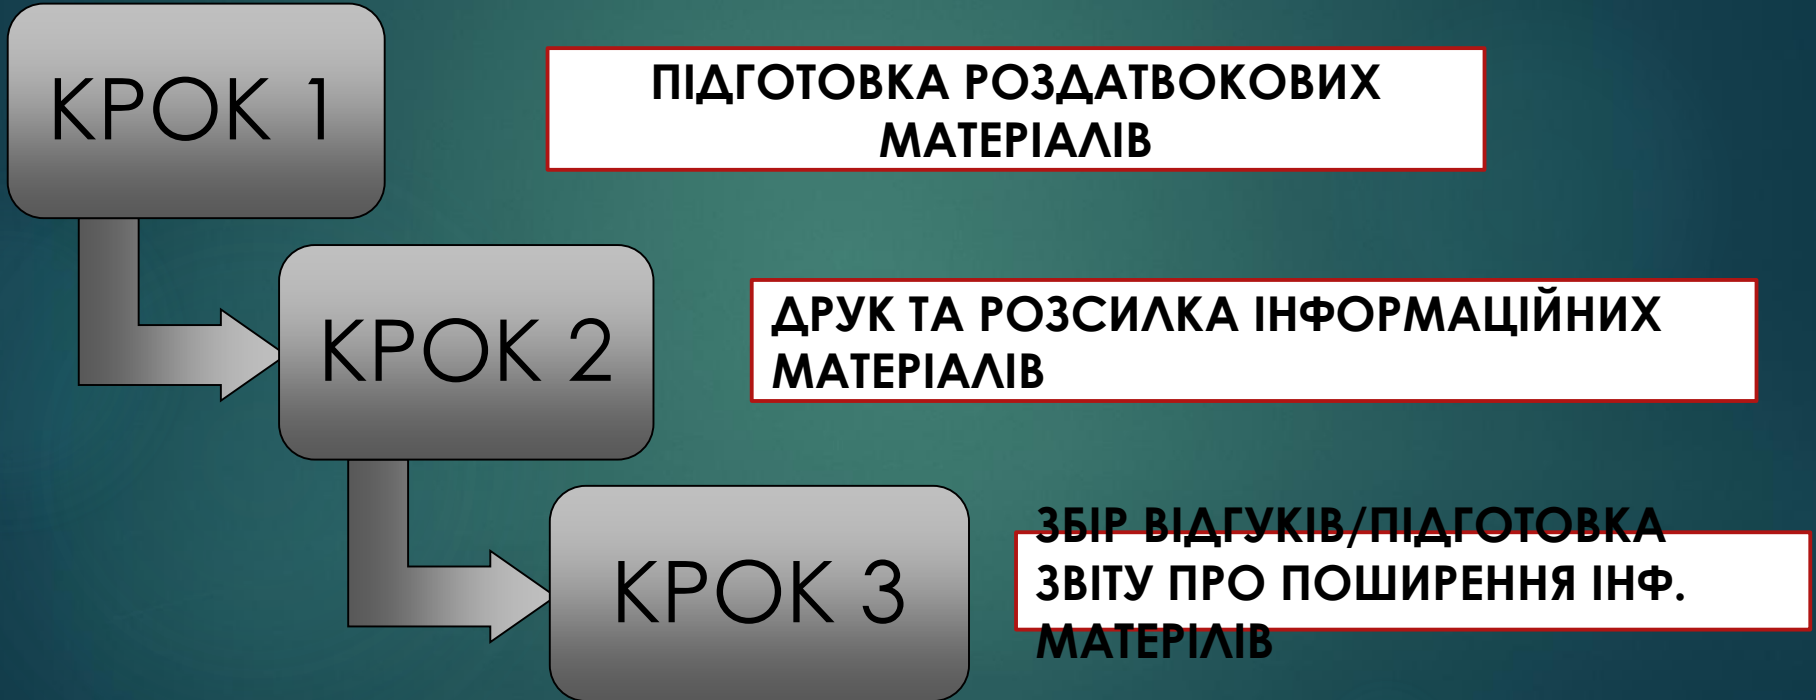 КРОК 1
ПІДГОТОВКА РОЗДАТВОКОВИХ
МАТЕРІАЛІВ
КРОК 2
ДРУК ТА РОЗСИЛКА ІНФОРМАЦІЙНИХ
МАТЕРІАЛІВ
КРОК 3
ЗБІР ВІДГУКІВ/ПІДГОТОВКА
ЗВІТУ ПРО ПОШИРЕННЯ ІНФ.
МАТЕРІЛІВ